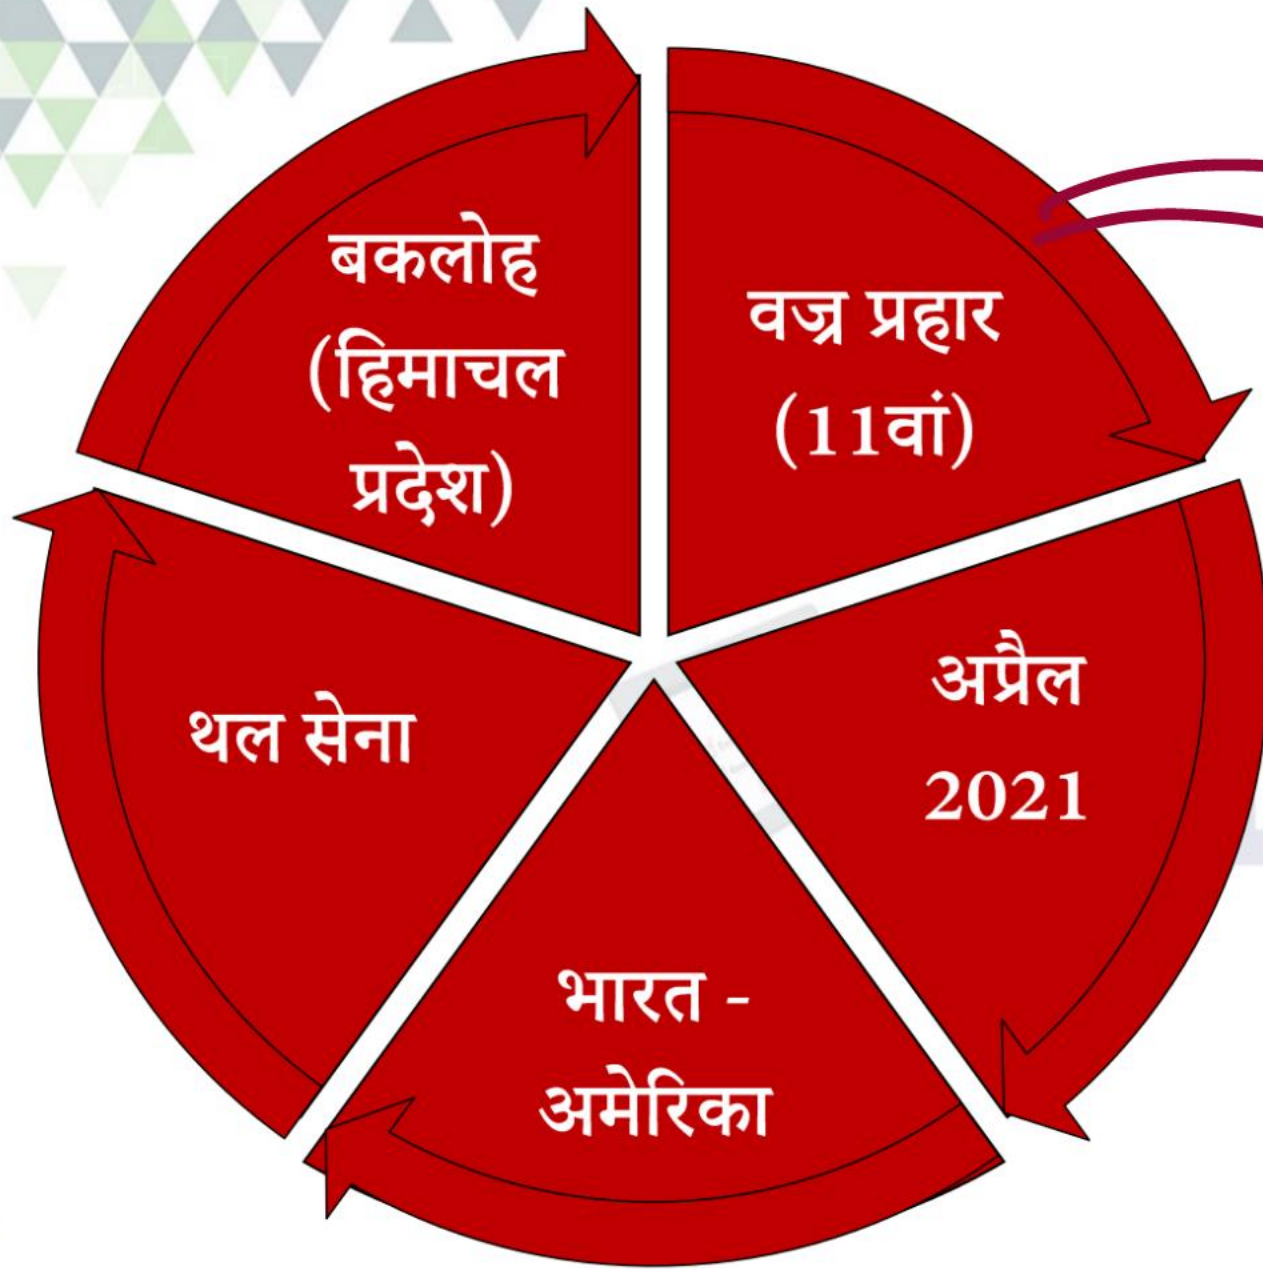 वज्र प्रहार
(11वां)
अप्रैल
2021
भारत -
अमेरिका
थल सेना
बकलोह
(हिमाचल
प्रदेश)